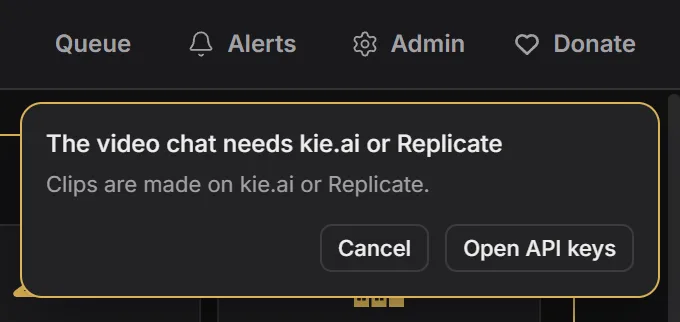 Queue
Alerts
Admin
Donate
The video chat needs kie.ai or Replicate
Clips are made on kie.ai or Replicate.
Cancel
Open API keys